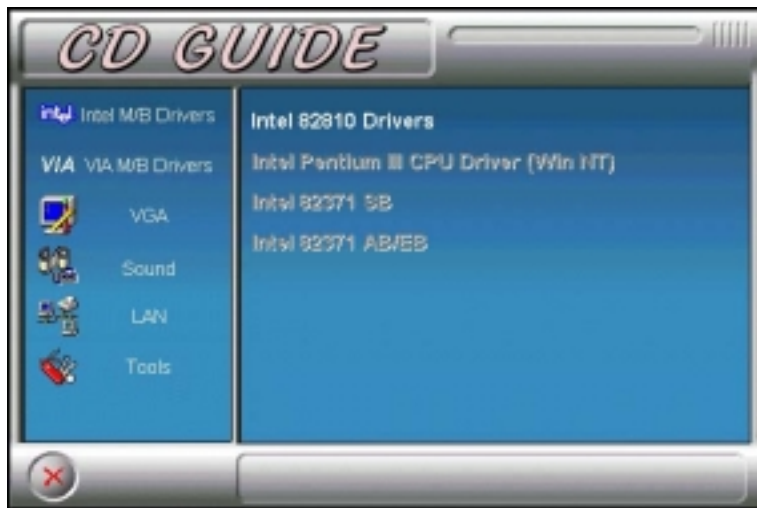 CD GUIDE
intel Intel M/B Drivers
VIA VIA M/B Drivers
VGA
Sound
LAN
Tools
Intel 82810 Drivers
Intel Pentium III CPU Driver (Win NT)
Intel 82371 SB
Intel 82371 AB/EB